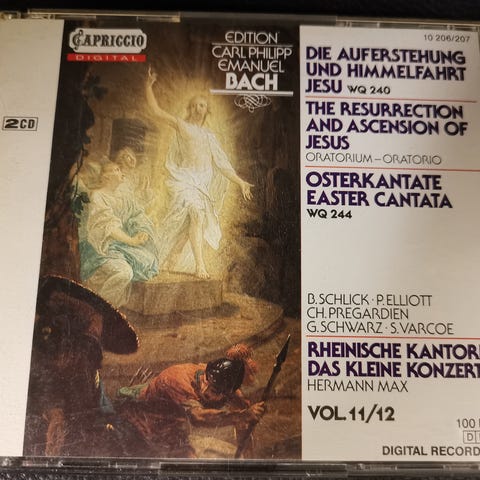 CAPRICCIO
DIGITAL
2CD
EDITION
CARL PHILIPP
EMANUEL
BACH
10 206/207
DIE AUFERSTEHUNG
UND HIMMELFAHRT
JESU WQ 240
THE RESURRECTION
AND ASCENSION OF
JESUS
ORATORIUM – ORATORIO
OSTERKANTATE
EASTER CANTATA
WQ 244
B. SCHLICK · P. ELLIOTT
CH. PREGARDIEN
G. SCHWARZ · S. VARCOE
RHEINISCHE KANTOR
DAS KLEINE KONZERT
HERMANN MAX
VOL. 11/12
100
DIGITAL RECORD